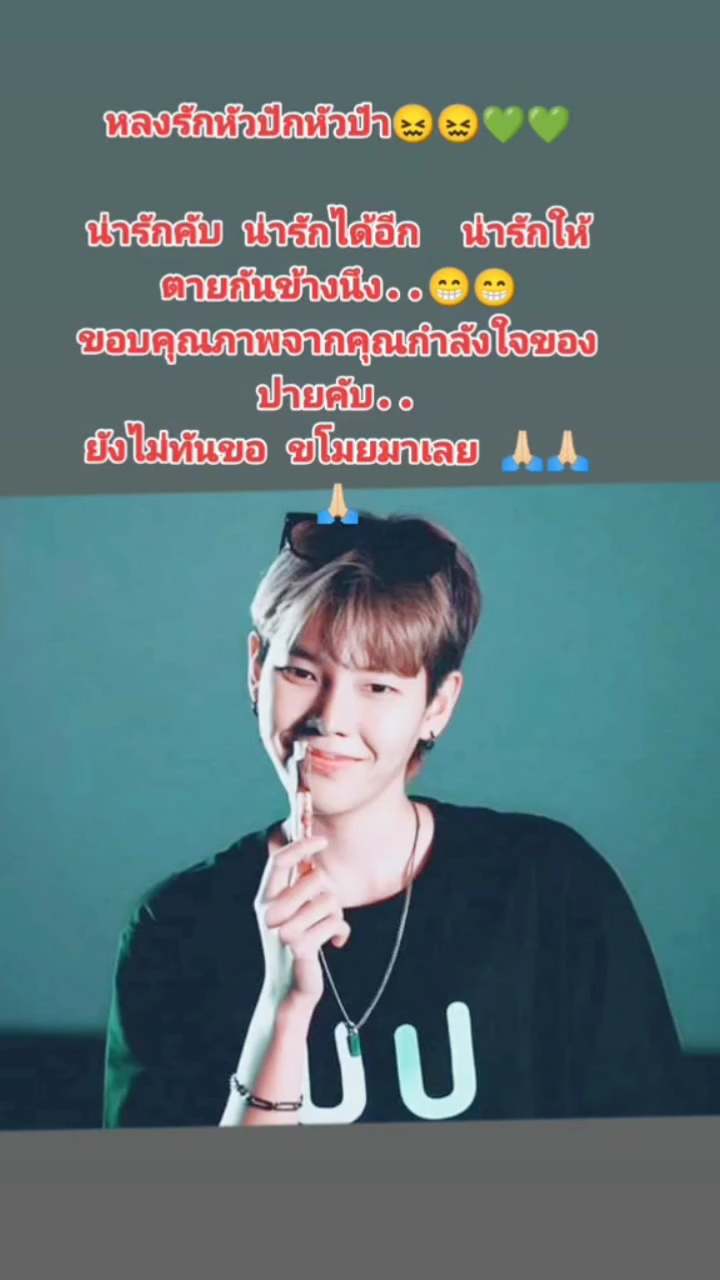 หลงรักหัวปักหัวป่า😖😖💚💚
น่ารักคับ น่ารักได้อีก น่ารักให้
ตายกันข้างนึง..😁😁
ขอบคุณภาพจากคุณกำลังใจของ
ปายคับ..
ยังไม่ทันขอ ขโมยมาเลย 🙏🏼🙏🏼
🙏🏼
UU